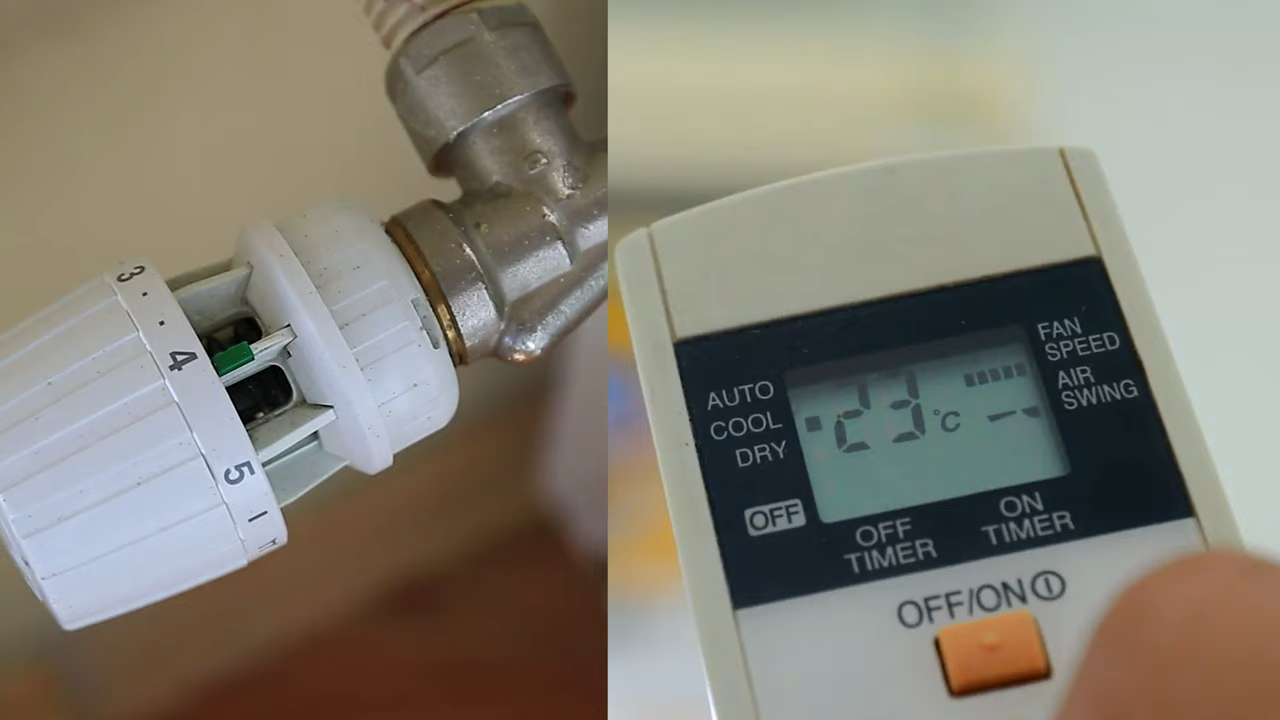 3 . .
4
5 I
23 °C
FAN
SPEED
AIR
SWING
AUTO
COOL
DRY
OFF
OFF
TIMER
ON
TIMER
OFF/ON